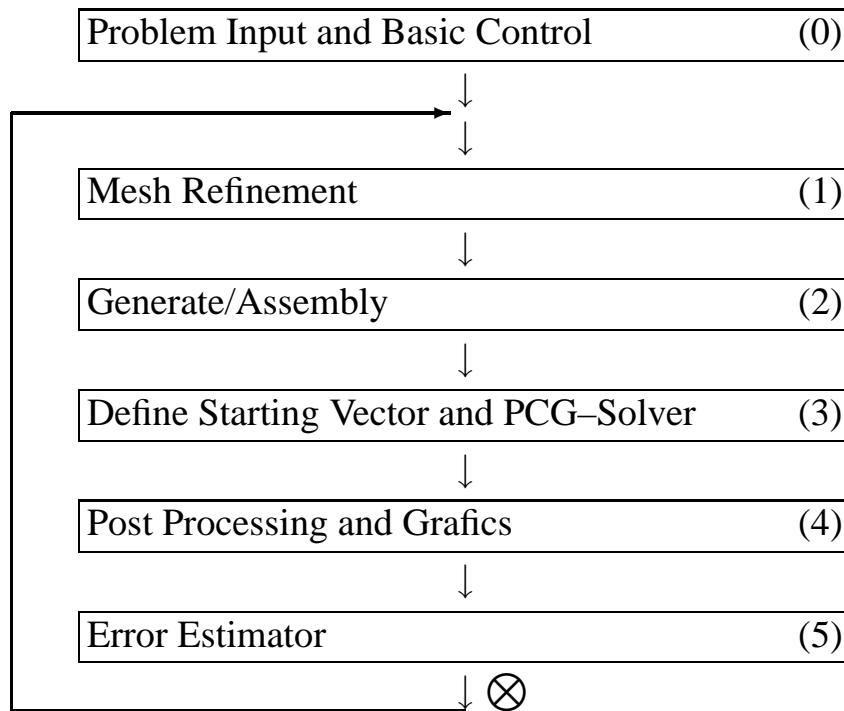 Problem Input and Basic Control (0)
↓
↓
Mesh Refinement (1)
↓
Generate/Assembly (2)
↓
Define Starting Vector and PCG–Solver (3)
↓
Post Processing and Grafics (4)
↓
Error Estimator (5)
↓ ⊗